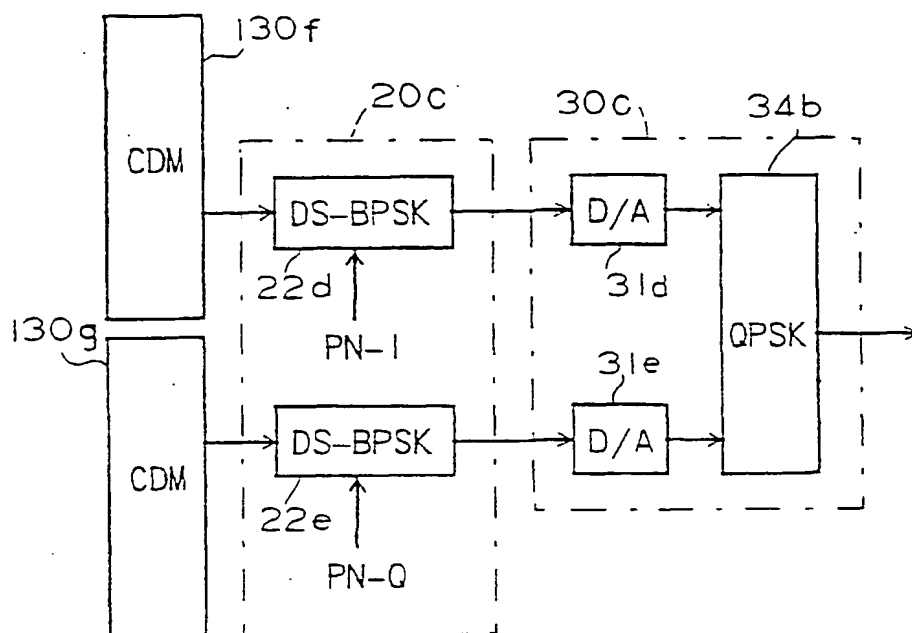 130f
20c
30c
34b
CDM
DS-BPSK
D/A
22d
31d
PN-I
130g
QPSK
31e
DS-BPSK
D/A
CDM
22e
PN-Q